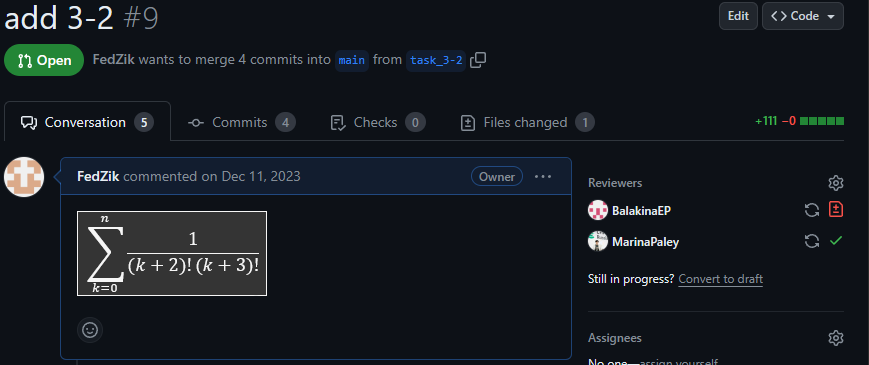 add 3-2 #9
Edit
Code
Open
FedZik wants to merge 4 commits into main from task_3-2
Conversation 5
Commits 4
Checks 0
Files changed 1
+111 −0
FedZik commented on Dec 11, 2023
Owner
n
∑ 1
(k + 2)! (k + 3)!
k=0
Reviewers
BalakinaEP
MarinaPaley
Still in progress? Convert to draft
Assignees
No one—assign yourself